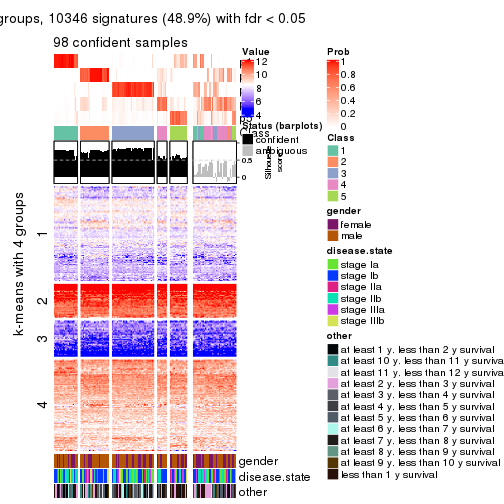 groups, 10346 signatures (48.9%) with fdr < 0.05
98 confident samples
Value
12
10
8
6
4
Status (barplots)
confident
ambiguous
0.5
0
Silhouette
score
Class
Prob
1
0.8
0.6
0.4
0.2
0
Class
1
2
3
4
5
gender
female
male
disease.state
stage Ia
stage Ib
stage IIa
stage IIb
stage IIIa
stage IIIb
other
at least 1 y. less than 2 y survival
at least 10 y. less than 11 y survival
at least 11 y. less than 12 y surviva
at least 2 y. less than 3 y survival
at least 3 y. less than 4 y survival
at least 4 y. less than 5 y survival
at least 5 y. less than 6 y survival
at least 6 y. less than 7 y survival
at least 7 y. less than 8 y survival
at least 8 y. less than 9 y survival
at least 9 y. less than 10 y survival
less than 1 y survival
k-means with 4 groups
1
2
3
4
gender
disease.state
other